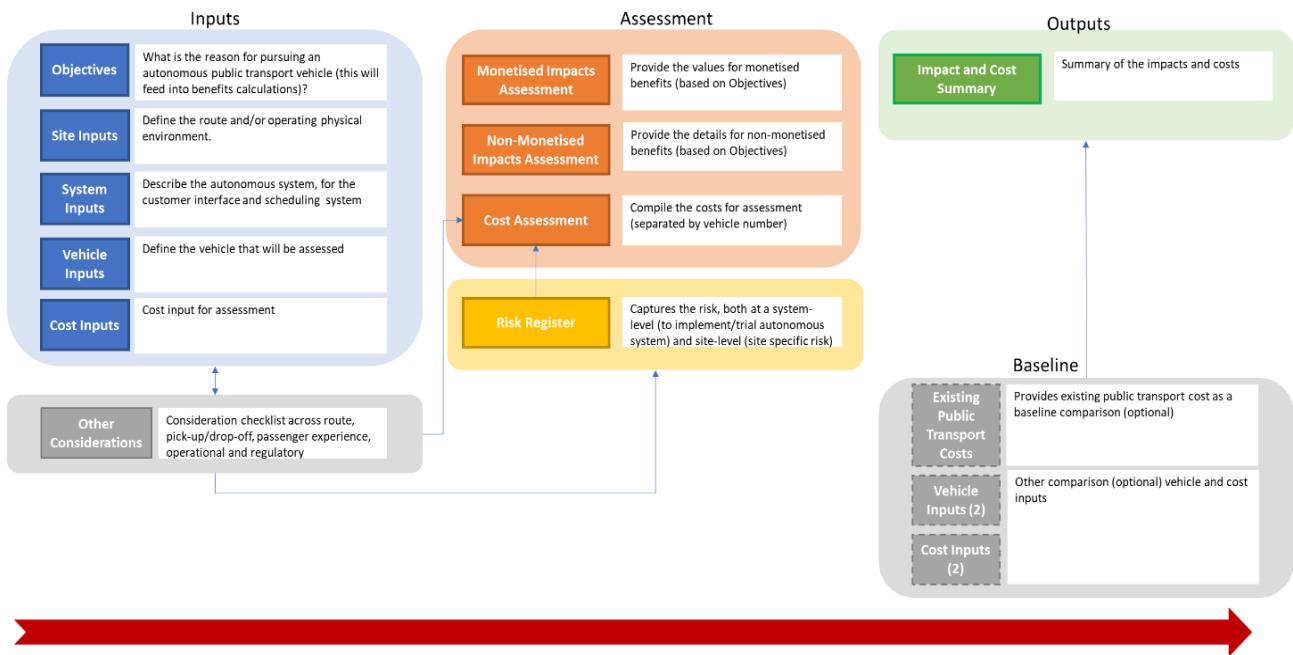 Inputs
Objectives
What is the reason for pursuing an
autonomous public transport vehicle (this will
feed into benefits calculations)?
Site Inputs
Define the route and/or operating physical
environment.
System
Inputs
Describe the autonomous system, for the
customer interface and scheduling system
Vehicle
Inputs
Define the vehicle that will be assessed
Cost Inputs
Cost input for assessment
Other
Considerations
Consideration checklist across route,
pick-up/drop-off, passenger experience,
operational and regulatory
Assessment
Monetised Impacts
Assessment
Provide the values for monetised
benefits (based on Objectives)
Non-Monetised
Impacts Assessment
Provide the details for non-monetised
benefits (based on Objectives)
Cost Assessment
Compile the costs for assessment
(separated by vehicle number)
Risk Register
Captures the risk, both at a system-
level (to implement/trial autonomous
system) and site-level (site specific risk)
Outputs
Impact and Cost
Summary
Summary of the impacts and costs
Baseline
Existing
Public
Transport
Costs
Provides existing public transport cost as a
baseline comparison (optional)
Vehicle
Inputs (2)
Other comparison (optional) vehicle and cost
inputs
Cost Inputs
(2)